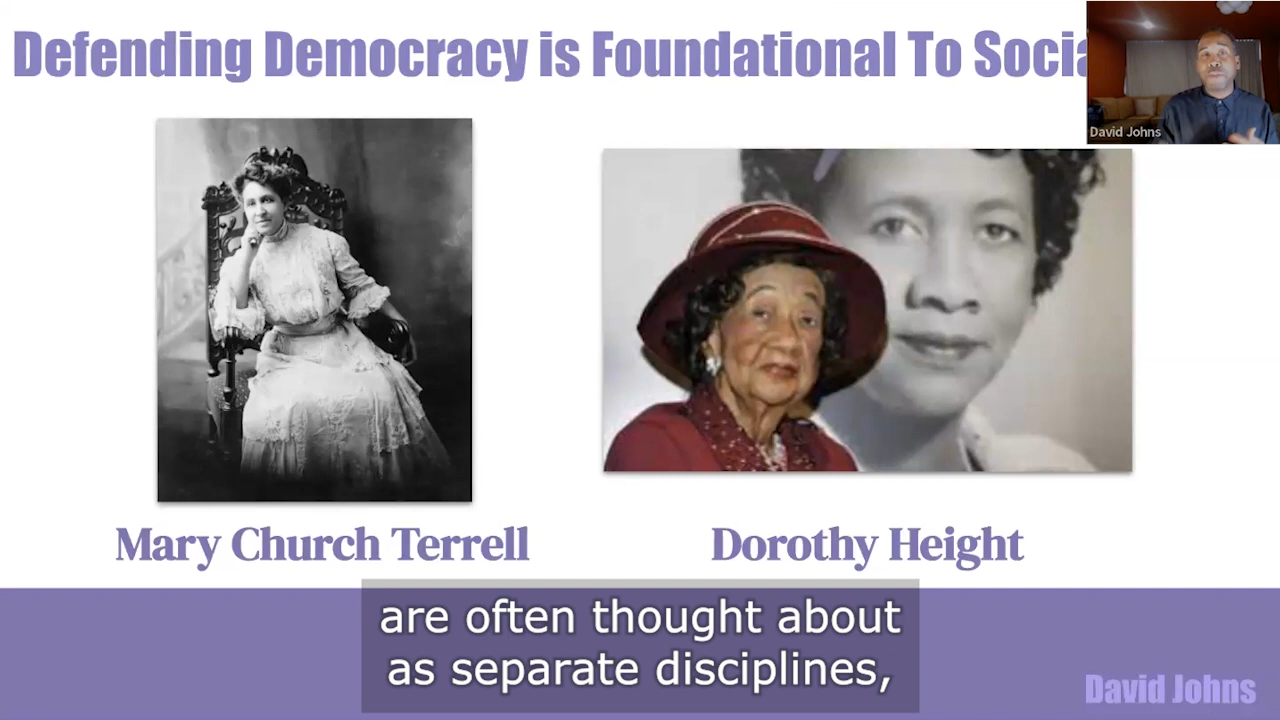 Defending Democracy is Foundational To Socia
David Johns
Mary Church Terrell
Dorothy Height
are often thought about
as separate disciplines,
David Johns